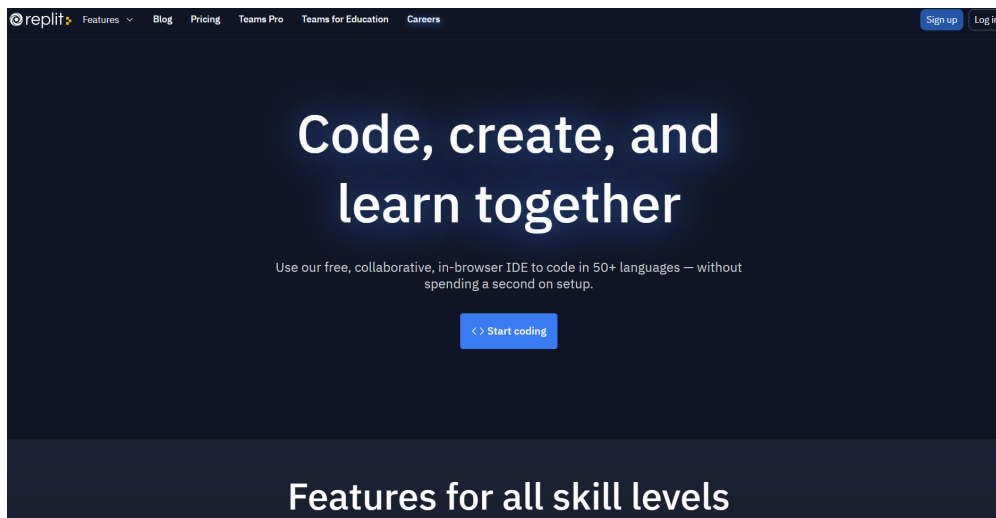 replit
Features
Blog
Pricing
Teams Pro
Teams for Education
Careers
Sign up
Log in
Code, create, and
learn together
Use our free, collaborative, in-browser IDE to code in 50+ languages — without
spending a second on setup.
<> Start coding
Features for all skill levels